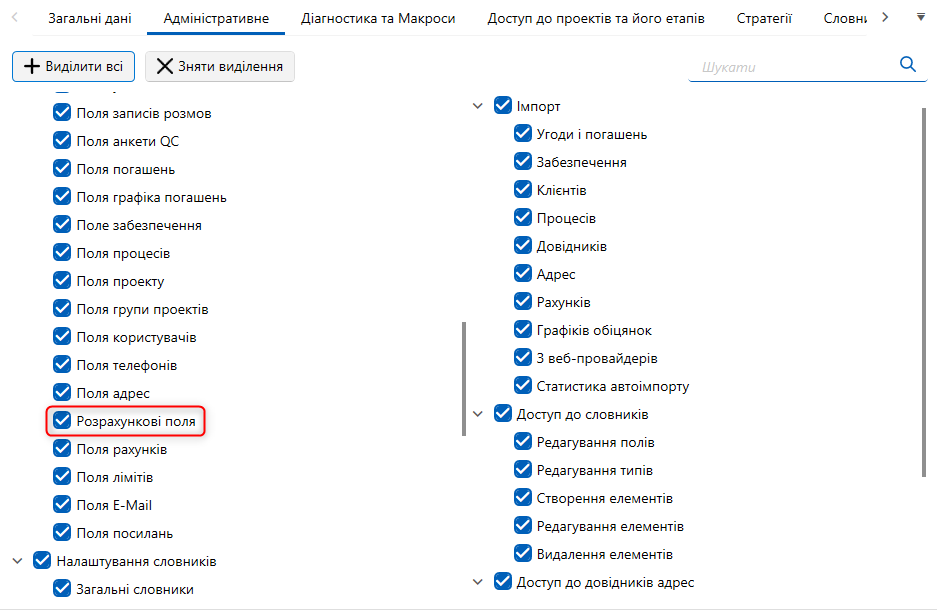 Загальні дані
Адміністративне
Діагностика та Макроси
Доступ до проектів та його етапів
Стратегії
Виділити всі
Зняти виділення
Шукати
Поля записів розмов
Поля анкети QC
Поля погашень
Поля графіка погашень
Поле забезпечення
Поля процесів
Поля проекту
Поля групи проектів
Поля користувачів
Поля телефонів
Поля адрес
Розрахункові поля
Поля рахунків
Поля лімітів
Поля E-Mail
Поля посилань
Налаштування словників
Загальні словники
Імпорт
Угоди і погашень
Забезпечення
Клієнтів
Процесів
Довідників
Адрес
Рахунків
Графіків обіцянок
З веб-провайдерів
Статистика автоімпорту
Доступ до словників
Редагування полів
Редагування типів
Створення елементів
Редагування елементів
Видалення елементів
Доступ до довідників адрес